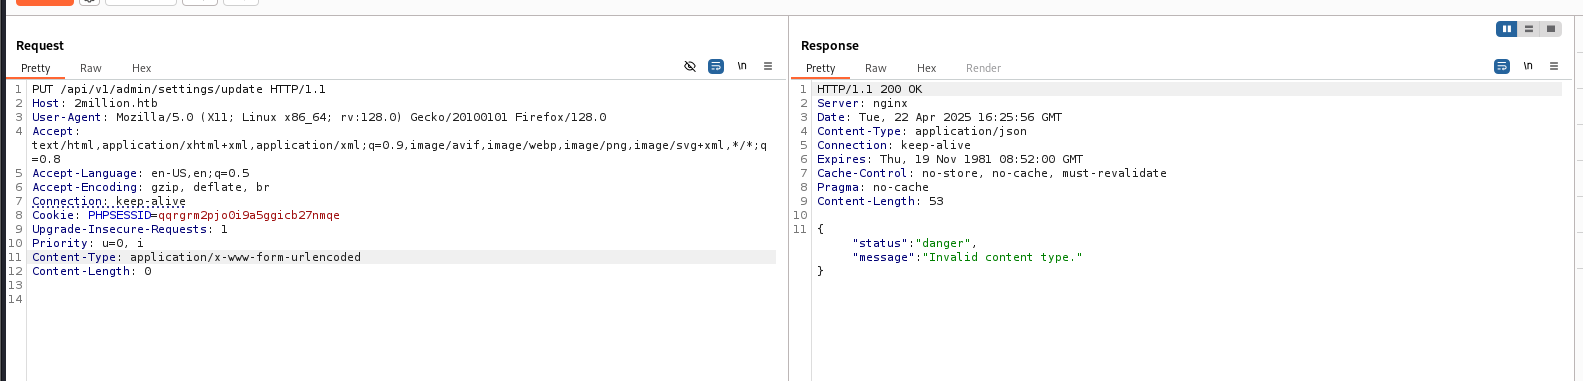 Request
Pretty Raw Hex
\n
1 PUT /api/v1/admin/settings/update HTTP/1.1
2 Host: 2million.htb
3 User-Agent: Mozilla/5.0 (X11; Linux x86_64; rv:128.0) Gecko/20100101 Firefox/128.0
4 Accept:
text/html,application/xhtml+xml,application/xml;q=0.9,image/avif,image/webp,image/png,image/svg+xml,*/*;q
=0.8
5 Accept-Language: en-US,en;q=0.5
6 Accept-Encoding: gzip, deflate, br
7 Connection: keep-alive
8 Cookie: PHPSESSID=qqrgrm2pjo0i9a5ggicb27nmqe
9 Upgrade-Insecure-Requests: 1
10 Priority: u=0, i
11 Content-Type: application/x-www-form-urlencoded
12 Content-Length: 0
13
14
Response
Pretty Raw Hex Render
\n
1 HTTP/1.1 200 OK
2 Server: nginx
3 Date: Tue, 22 Apr 2025 16:25:56 GMT
4 Content-Type: application/json
5 Connection: keep-alive
6 Expires: Thu, 19 Nov 1981 08:52:00 GMT
7 Cache-Control: no-store, no-cache, must-revalidate
8 Pragma: no-cache
9 Content-Length: 53
10
11 {
"status":"danger",
"message":"Invalid content type."
}